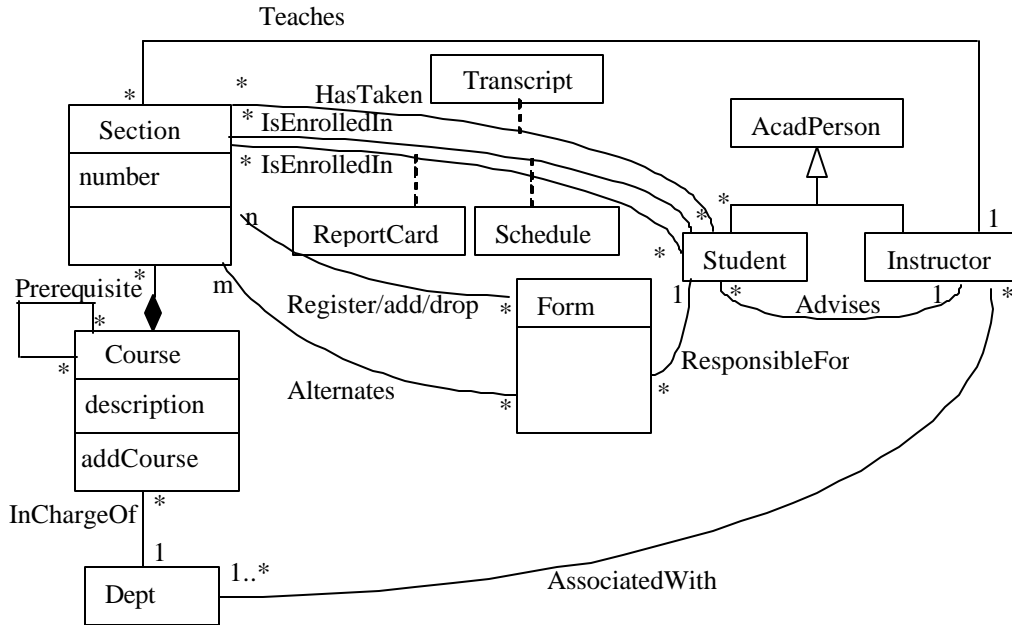 Teaches
Transcript
*
*
HasTaken
Section
* IsEnrolledIn
AcadPerson
* IsEnrolledIn
number
*
n
*
1
ReportCard
Schedule
*
Student
Instructor
*
m
Prerequisite
Register/add/drop
*
Form
1
*
Advises
1
*
*
Course
*
ResponsibleFor
description
Alternates
*
*
addCourse
InChargeOf
*
1
1..*
AssociatedWith
Dept